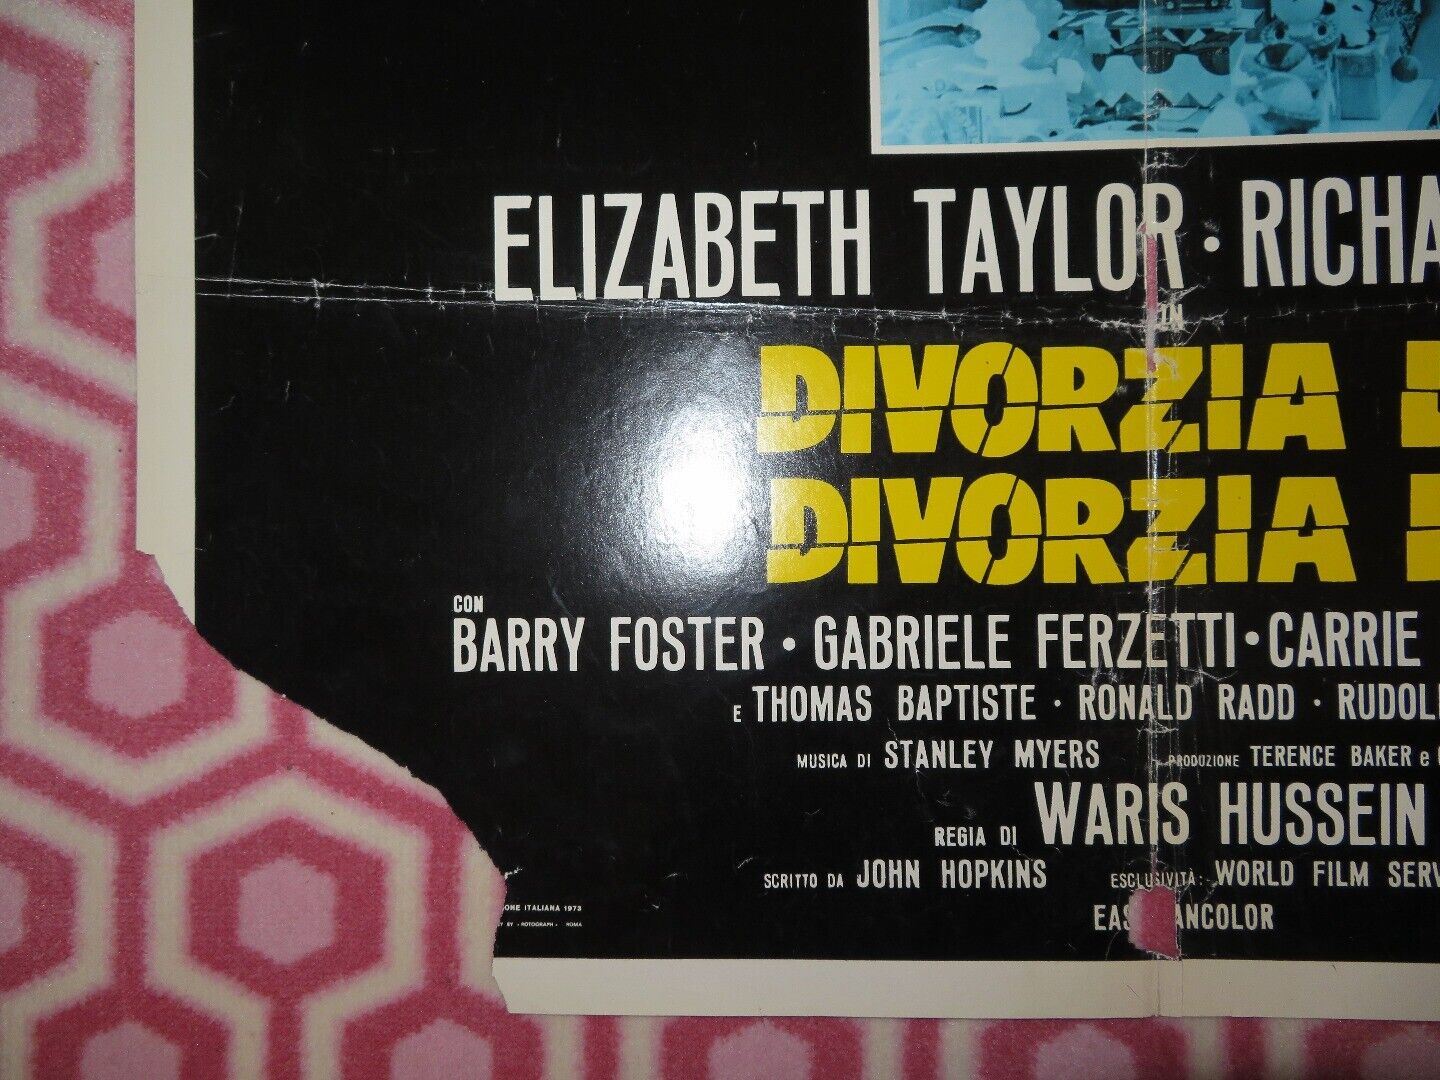 ELIZABETH TAYLOR · RICHA
IN
DIVORZIA
DIVORZIA
CON
BARRY FOSTER · GABRIELE FERZETTI · CARRIE
E THOMAS BAPTISTE · RONALD RADD · RUDOL
MUSICA DI STANLEY MYERS PRODUZIONE TERENCE BAKER e
REGIA DI WARIS HUSSEIN
SCRITTO DA JOHN HOPKINS ESCLUSIVITÀ: WORLD FILM SERV
EAS ANCOLOR
ONE ITALIANA 1973
BY «ROTOGRAPH» ROMA